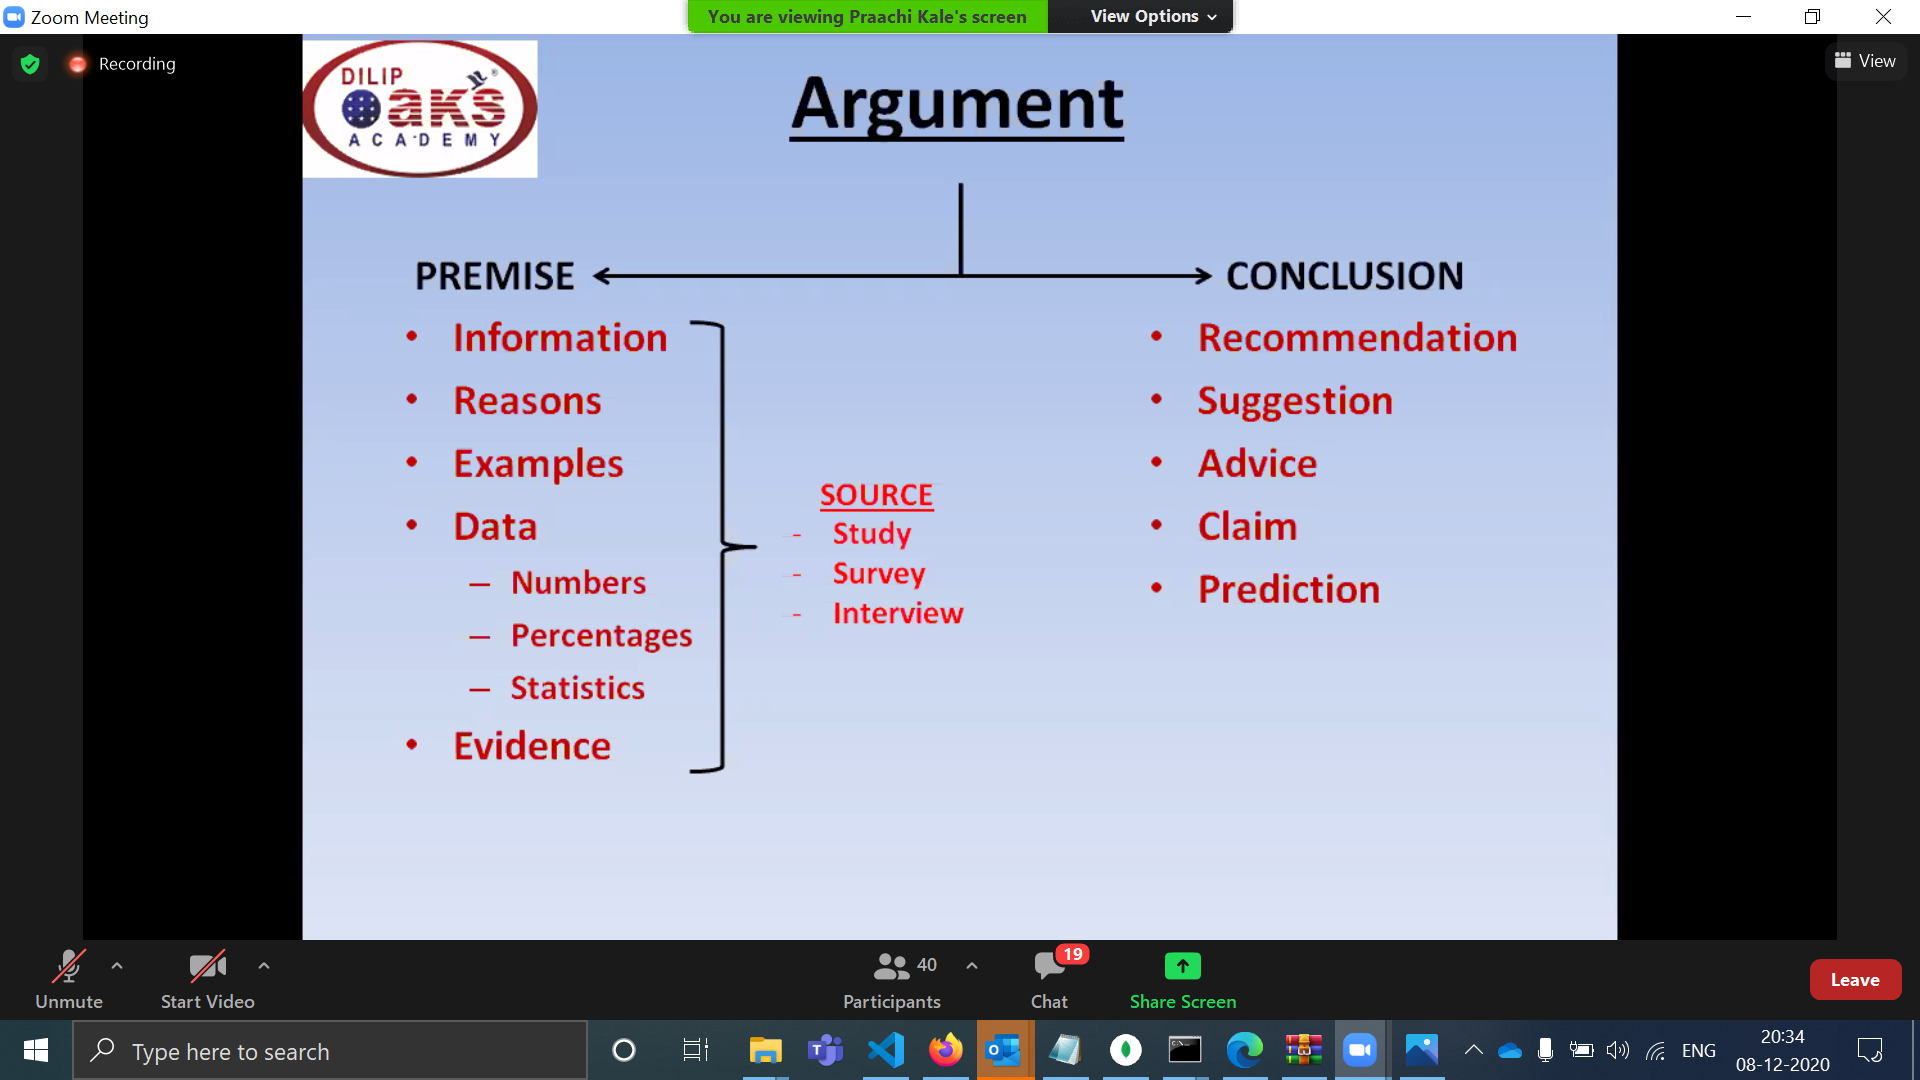 Zoom Meeting
You are viewing Praachi Kale's screen
View Options
Recording
View
DILIP
oaks
ACADEMY
Argument
PREMISE
CONCLUSION
• Information
• Reasons
• Examples
• Data
– Numbers
– Percentages
– Statistics
• Evidence
SOURCE
- Study
- Survey
- Interview
• Recommendation
• Suggestion
• Advice
• Claim
• Prediction
Unmute
Start Video
40
Participants
19
Chat
Share Screen
Leave
Type here to search
ENG
20:34
08-12-2020